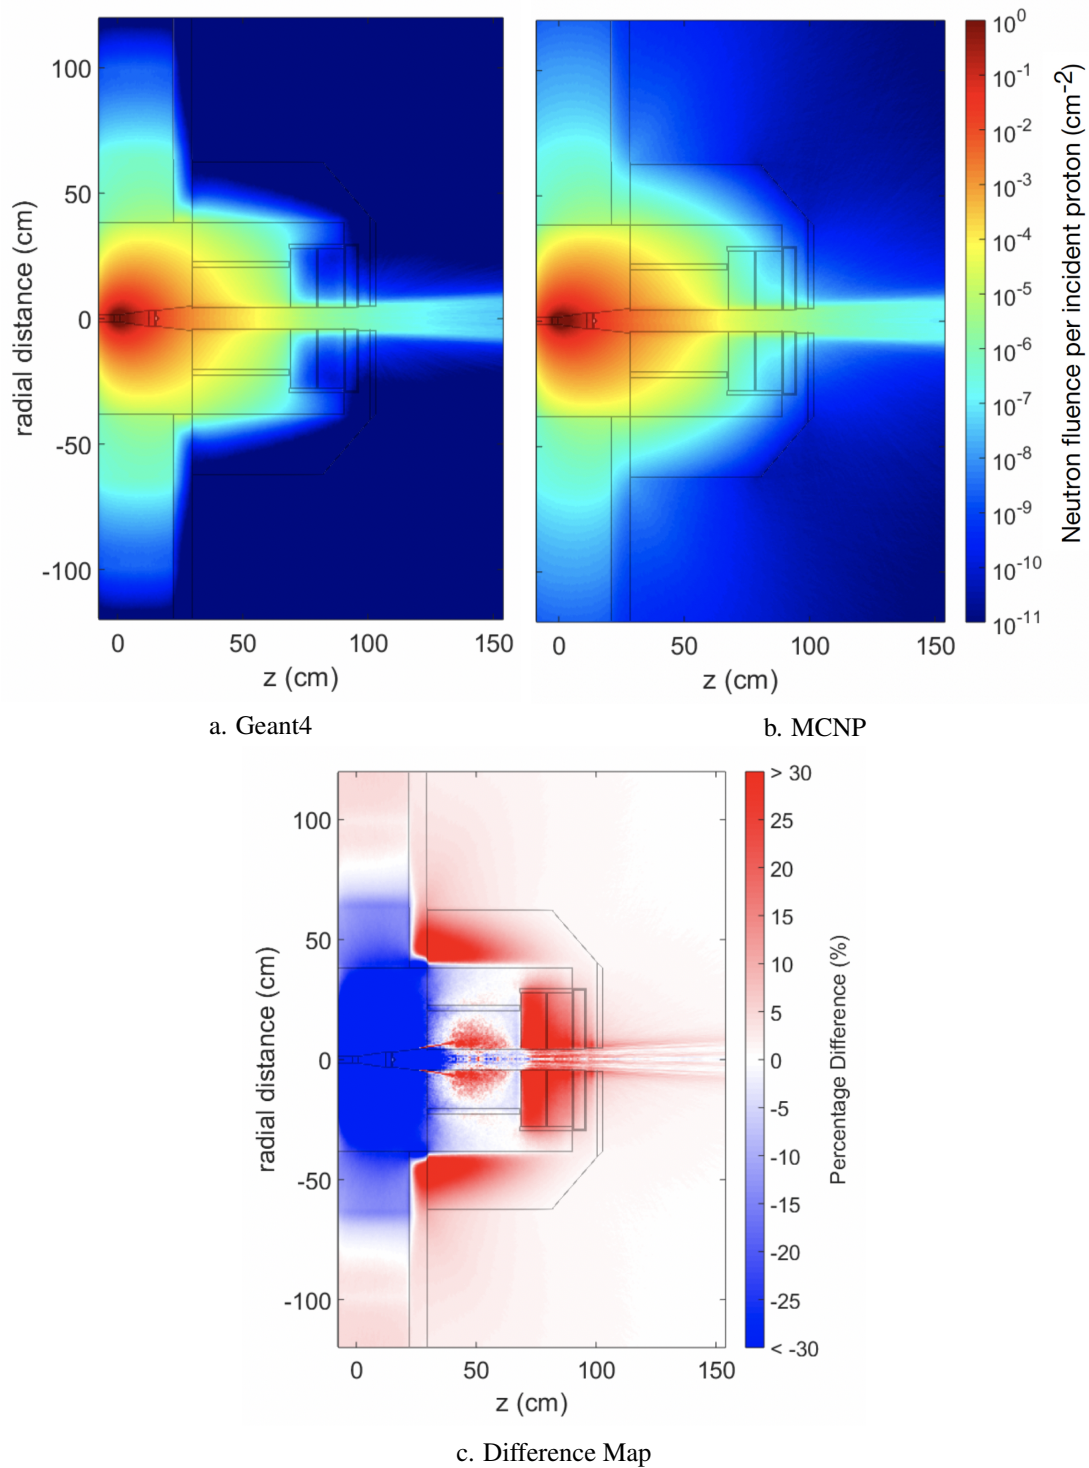 100
50
0
-50
-100
radial distance (cm)
0 50 100 150
z (cm)
a. Geant4
0 50 100 150
z (cm)
b. MCNP
10^0
10^-1
10^-2
10^-3
10^-4
10^-5
10^-6
10^-7
10^-8
10^-9
10^-10
10^-11
Neutron fluence per incident proton (cm^-2)
100
50
0
-50
-100
radial distance (cm)
0 50 100 150
z (cm)
> 30
25
20
15
10
5
0
-5
-10
-15
-20
-25
< -30
Percentage Difference (%)
c. Difference Map